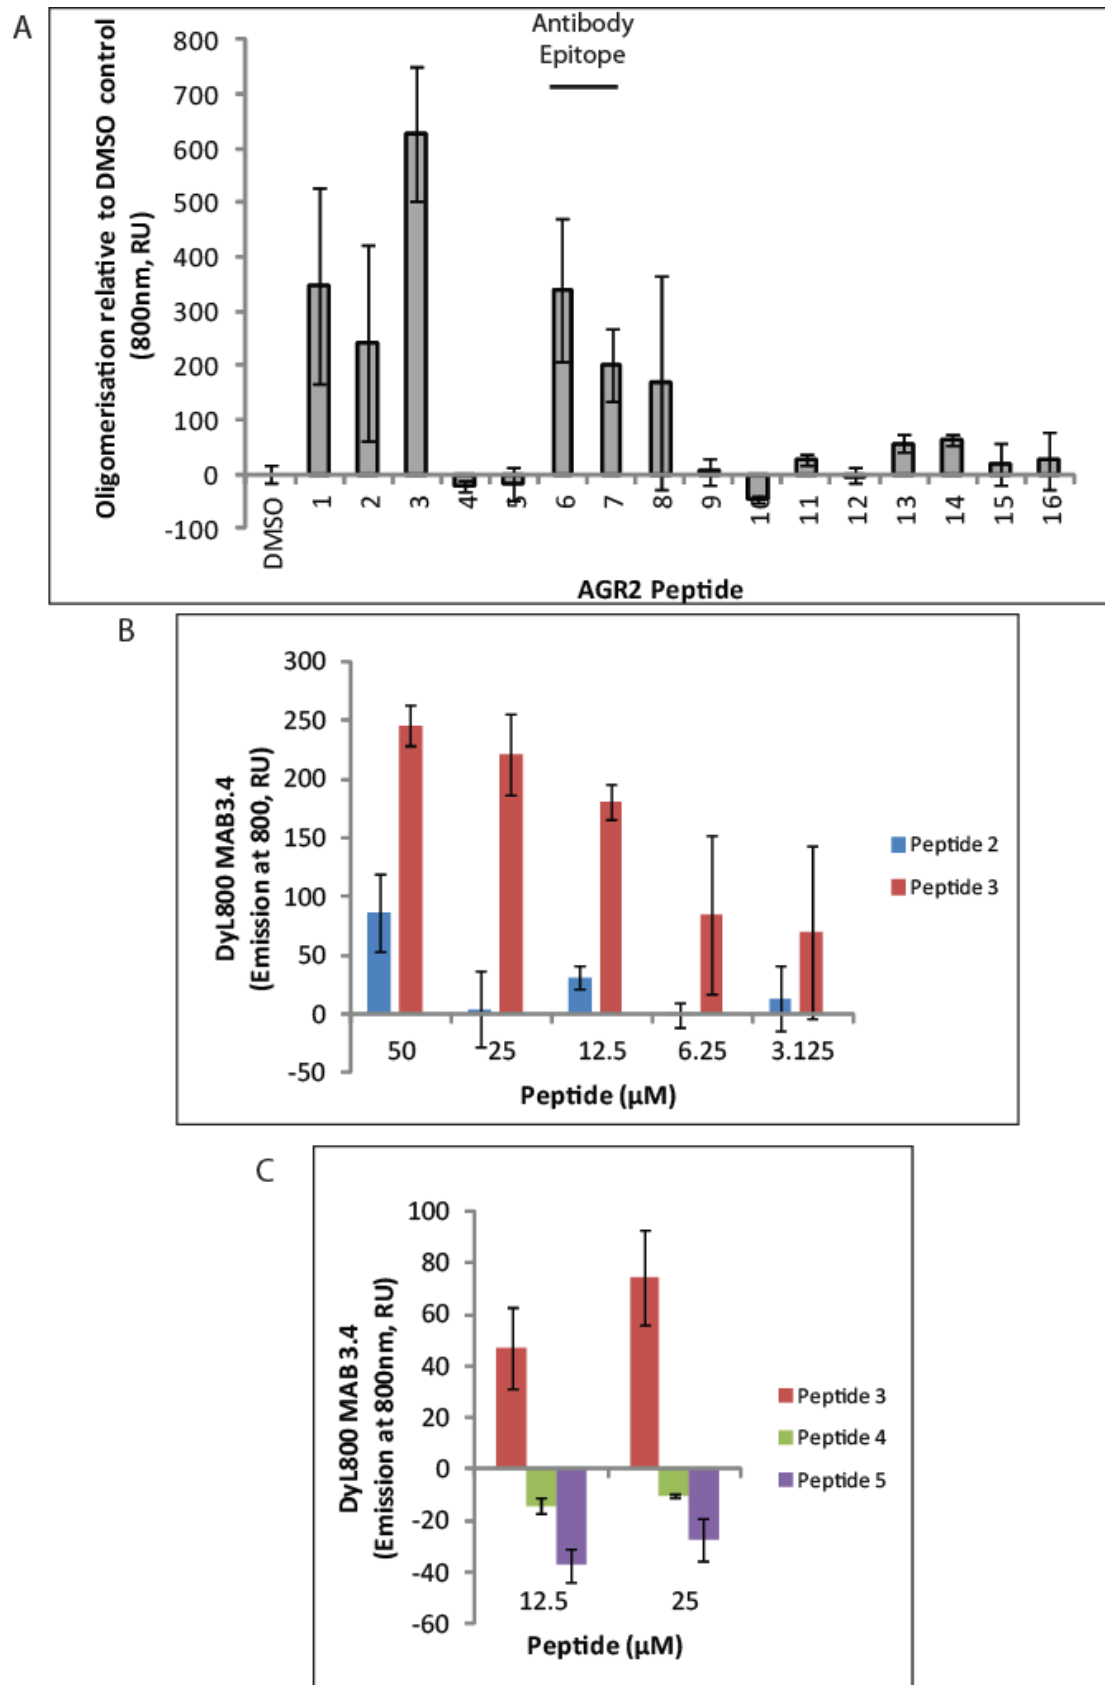 A
Antibody
Epitope
Oligomerisation relative to DMSO control
(800nm, RU)
800
700
600
500
400
300
200
100
0
-100
DMSO
1
2
3
4
5
6
7
8
9
10
11
12
13
14
15
16
AGR2 Peptide
B
DyL800 MAB3.4
(Emission at 800, RU)
300
250
200
150
100
50
0
-50
50
25
12.5
6.25
3.125
Peptide (µM)
Peptide 2
Peptide 3
C
DyL800 MAB 3.4
(Emission at 800nm, RU)
100
80
60
40
20
0
-20
-40
-60
12.5
25
Peptide (µM)
Peptide 3
Peptide 4
Peptide 5